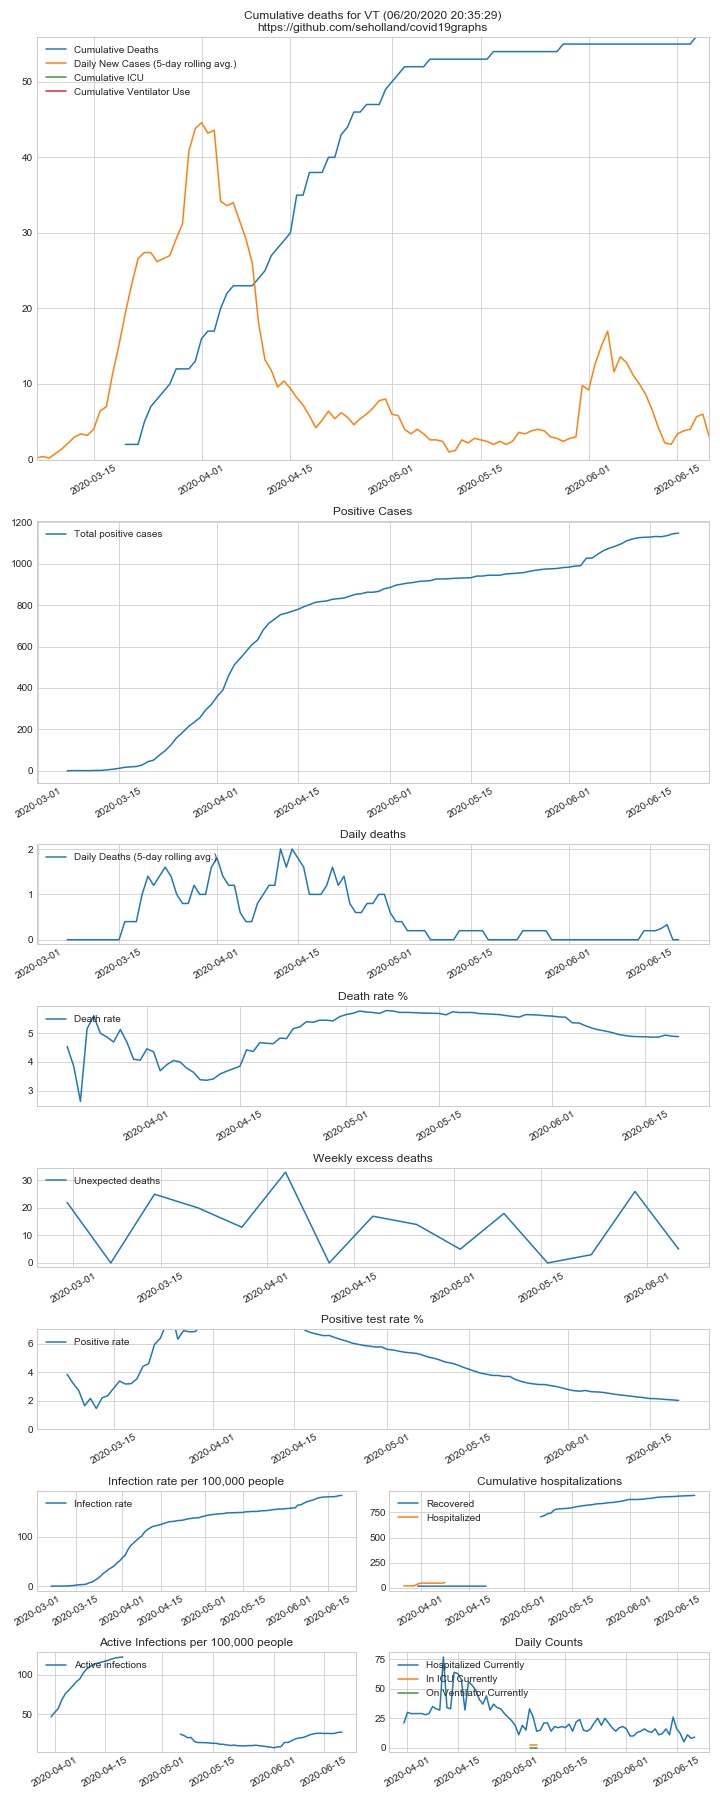 Cumulative deaths for VT (06/20/2020 20:35:29)
https://github.com/seholland/covid19graphs
Cumulative Deaths
Daily New Cases (5-day rolling avg.)
Cumulative ICU
Cumulative Ventilator Use
50
40
30
20
10
0
2020-03-15 2020-04-01 2020-04-15 2020-05-01 2020-05-15 2020-06-01 2020-06-15
Positive Cases
Total positive cases
1200
1000
800
600
400
200
0
2020-03-01 2020-03-15 2020-04-01 2020-04-15 2020-05-01 2020-05-15 2020-06-01 2020-06-15
Daily deaths
Daily Deaths (5-day rolling avg.)
2
1
0
2020-03-01 2020-03-15 2020-04-01 2020-04-15 2020-05-01 2020-05-15 2020-06-01 2020-06-15
Death rate %
Death rate
5
4
3
2020-04-01 2020-04-15 2020-05-01 2020-05-15 2020-06-01 2020-06-15
Weekly excess deaths
Unexpected deaths
30
20
10
0
2020-03-01 2020-03-15 2020-04-01 2020-04-15 2020-05-01 2020-05-15 2020-06-01
Positive test rate %
Positive rate
6
4
2
0
2020-03-15 2020-04-01 2020-04-15 2020-05-01 2020-05-15 2020-06-01 2020-06-15
Infection rate per 100,000 people
Infection rate
100
0
2020-03-01 2020-03-15 2020-04-01 2020-04-15 2020-05-01 2020-05-15 2020-06-01 2020-06-15
Cumulative hospitalizations
Recovered
Hospitalized
750
500
250
0
2020-04-01 2020-04-15 2020-05-01 2020-05-15 2020-06-01 2020-06-15
Active Infections per 100,000 people
Active infections
100
50
2020-04-01 2020-04-15 2020-05-01 2020-05-15 2020-06-01 2020-06-15
Daily Counts
Hospitalized Currently
In ICU Currently
On Ventilator Currently
75
50
25
0
2020-04-01 2020-04-15 2020-05-01 2020-05-15 2020-06-01 2020-06-15